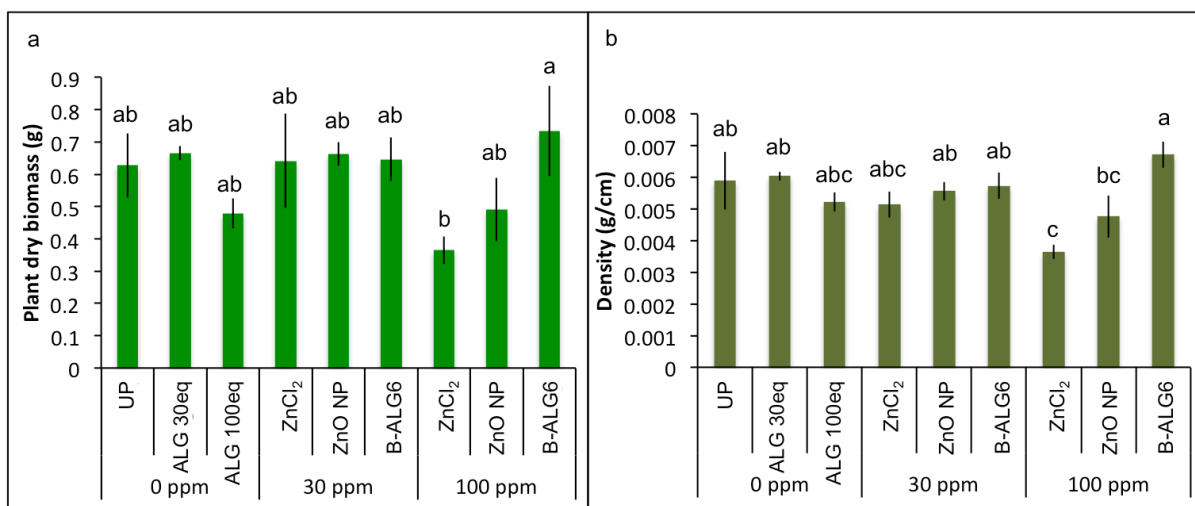 a
Plant dry biomass (g)
0.9
0.8
0.7
0.6
0.5
0.4
0.3
0.2
0.1
0
ab
ab
ab
ab
ab
ab
b
ab
a
UP
ALG 30eq
ALG 100eq
ZnCl₂
ZnO NP
B-ALG6
ZnCl₂
ZnO NP
B-ALG6
0 ppm
30 ppm
100 ppm
b
Density (g/cm)
0.008
0.007
0.006
0.005
0.004
0.003
0.002
0.001
0
ab
ab
abc
abc
ab
ab
c
bc
a
UP
ALG 30eq
ALG 100eq
ZnCl₂
ZnO NP
B-ALG6
ZnCl₂
ZnO NP
B-ALG6
0 ppm
30 ppm
100 ppm